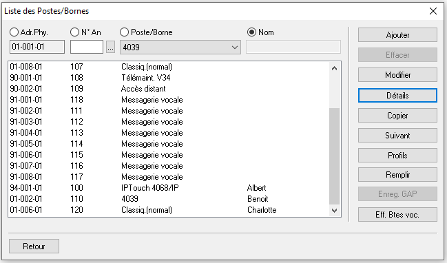 Liste des Postes/Bornes
Adr.Phy. N° An Poste/Borne Nom
01-001-01 ... 4039
01-008-01 107 Classiq.(normal)
90-001-01 108 Télémaint. V34
90-002-01 109 Accès distant
91-001-01 118 Messagerie vocale
91-002-01 111 Messagerie vocale
91-003-01 112 Messagerie vocale
91-004-01 113 Messagerie vocale
91-005-01 114 Messagerie vocale
91-006-01 115 Messagerie vocale
91-007-01 116 Messagerie vocale
91-008-01 117 Messagerie vocale
94-001-01 100 IPTouch 4068/IP Albert
01-002-01 110 4039 Benoit
01-006-01 120 Classiq.(normal) Charlotte
Ajouter
Effacer
Modifier
Détails
Copier
Suivant
Profils
Remplir
Enreg. GAP
Eff. Btes voc.
Retour